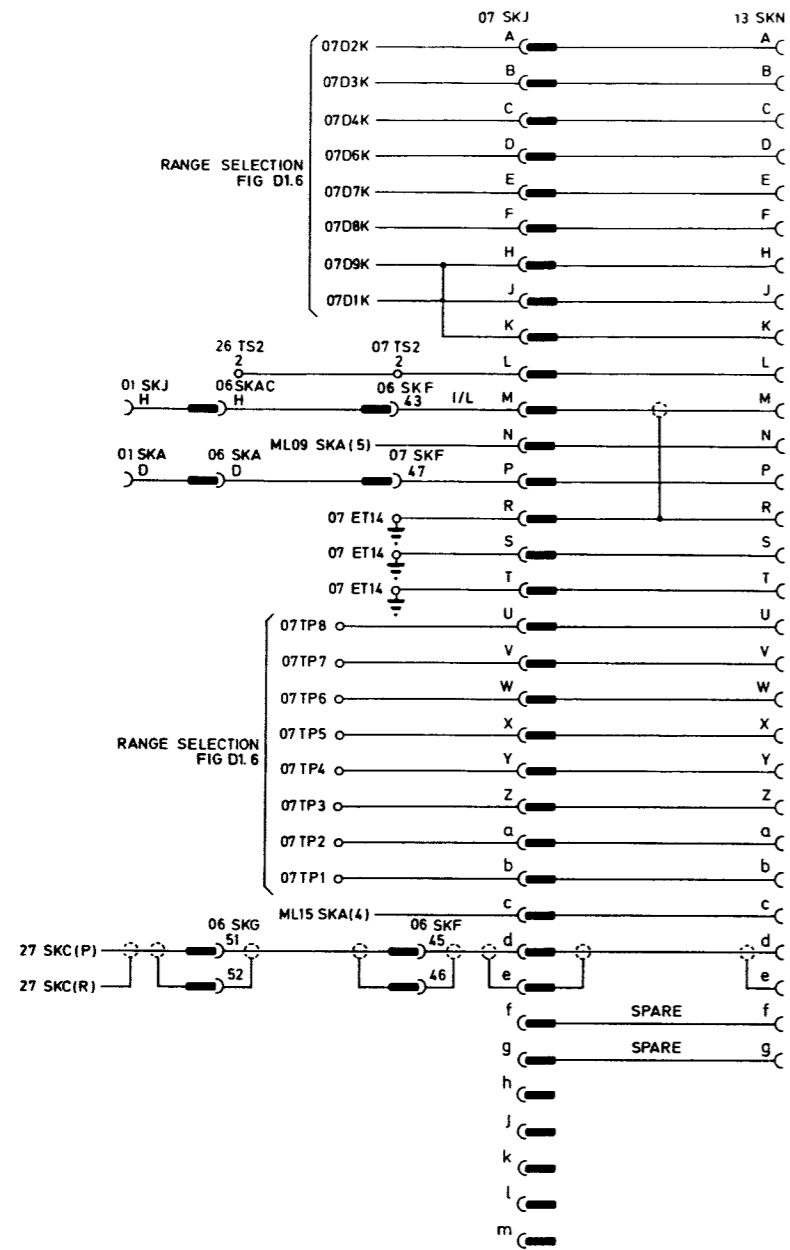 07 SKJ 13 SKN
07D2K A A
07D3K B B
07D4K C C
RANGE SELECTION
FIG D1.6
07D6K D D
07D7K E E
07D8K F F
07D9K H H
07D1K J J
K K
26 TS2 07 TS2
2 2 L L
01 SKJ 06SKAC 06 SKF
H H 43 I/L M M
ML09 SKA(5) N N
01 SKA 06 SKA 07 SKF
D D 47 P P
07 ET14 R R
07 ET14 S S
07 ET14 T T
07TP8 U U
07TP7 V V
07TP6 W W
07TP5 X X
RANGE SELECTION
FIG D1.6
07TP4 Y Y
07TP3 Z Z
07TP2 a a
07TP1 b b
ML15 SKA(4) c c
06 SKG 06 SKF
27 SKC(P) 51 45 d d
27 SKC(R) 52 46 e e
f SPARE f
g SPARE g
h
j
k
l
m